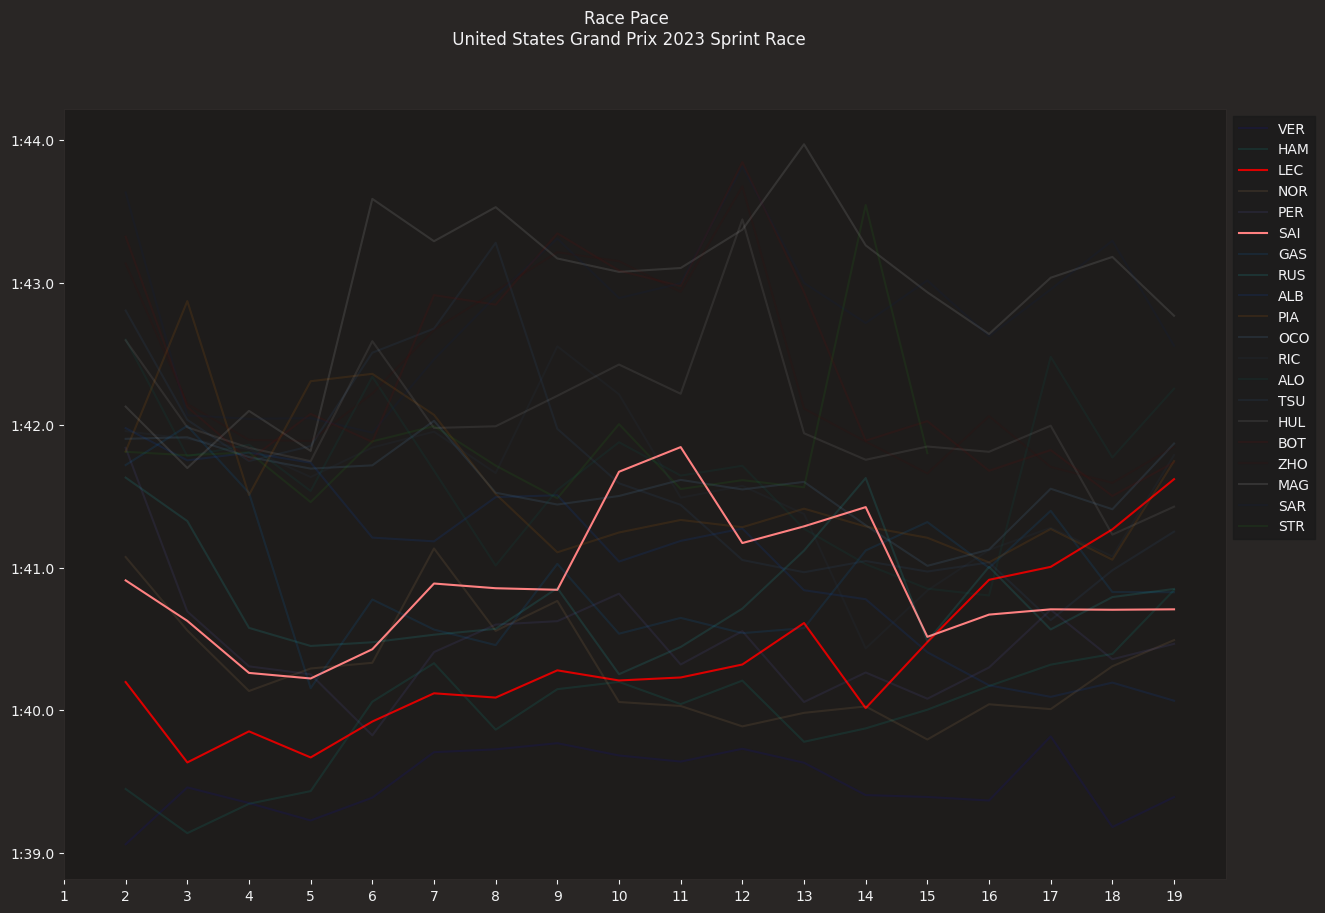 Race Pace
United States Grand Prix 2023 Sprint Race
1:44.0
1:43.0
1:42.0
1:41.0
1:40.0
1:39.0
1 2 3 4 5 6 7 8 9 10 11 12 13 14 15 16 17 18 19
VER
HAM
LEC
NOR
PER
SAI
GAS
RUS
ALB
PIA
OCO
RIC
ALO
TSU
HUL
BOT
ZHO
MAG
SAR
STR